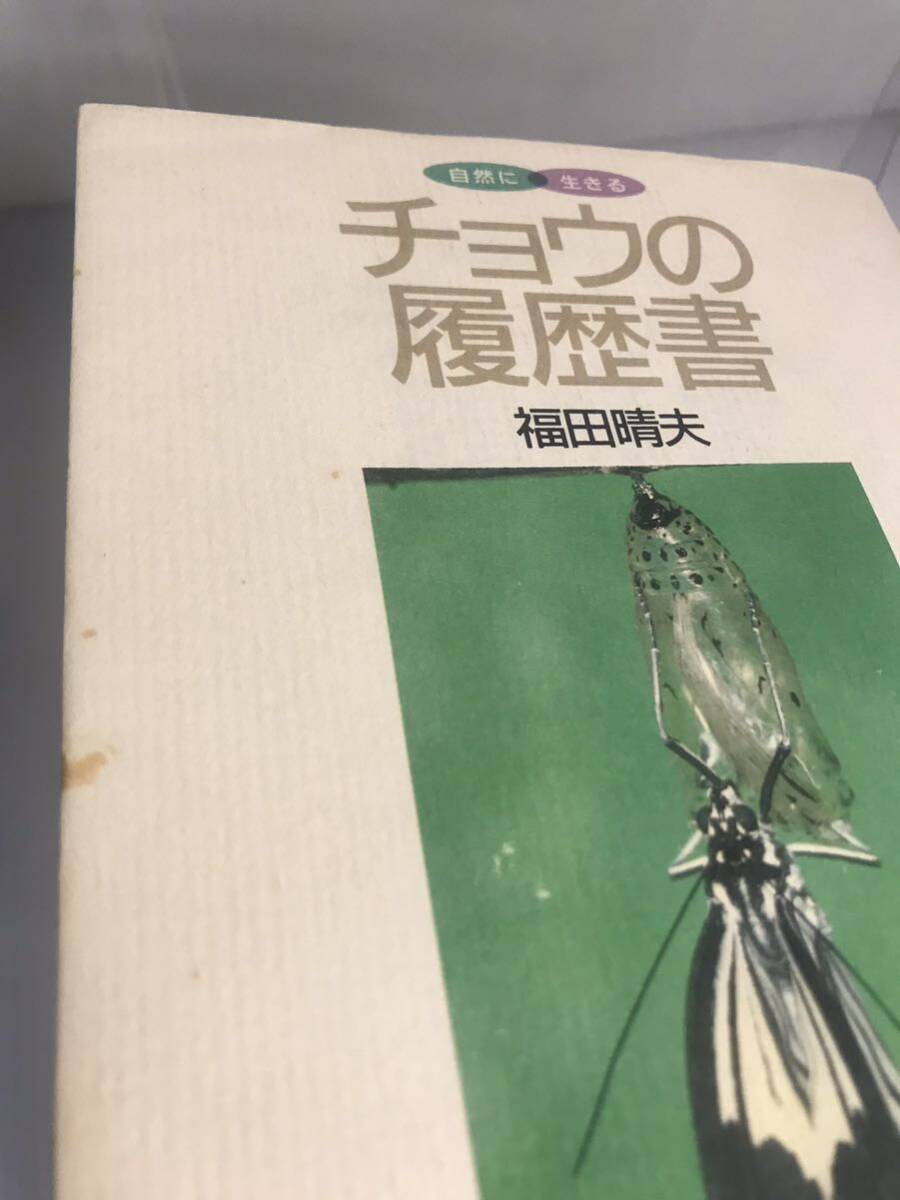 自然に 生きる
チョウの
履歴書
福田晴夫